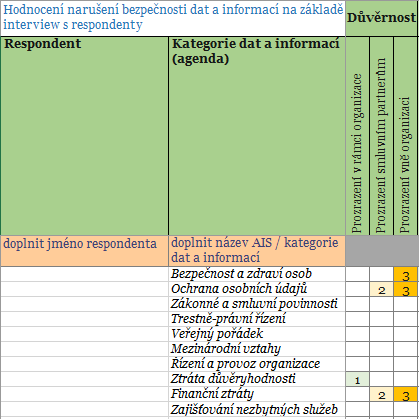 Hodnocení narušení bezpečnosti dat a informací na základě
interview s respondenty
Důvěrnost
Respondent
Kategorie dat a informací
(agenda)
Prozrazení v rámci organizace
Prozrazení smluvním partnerům
Prozrazení vně organizaci
doplnit jméno respondenta
doplnit název AIS / kategorie
dat a informací
Bezpečnost a zdraví osob 3
Ochrana osobních údajů 2 3
Zákonné a smluvní povinnosti
Trestně-právní řízení
Veřejný pořádek
Mezinárodní vztahy
Řízení a provoz organizace
Ztráta důvěryhodnosti 1
Finanční ztráty 2 3
Zajišťování nezbytných služeb